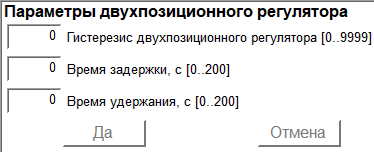 Параметры двухпозиционного регулятора
0 Гистерезис двухпозиционного регулятора [0..9999]
0 Время задержки, с [0..200]
0 Время удержания, с [0..200]
Да Отмена